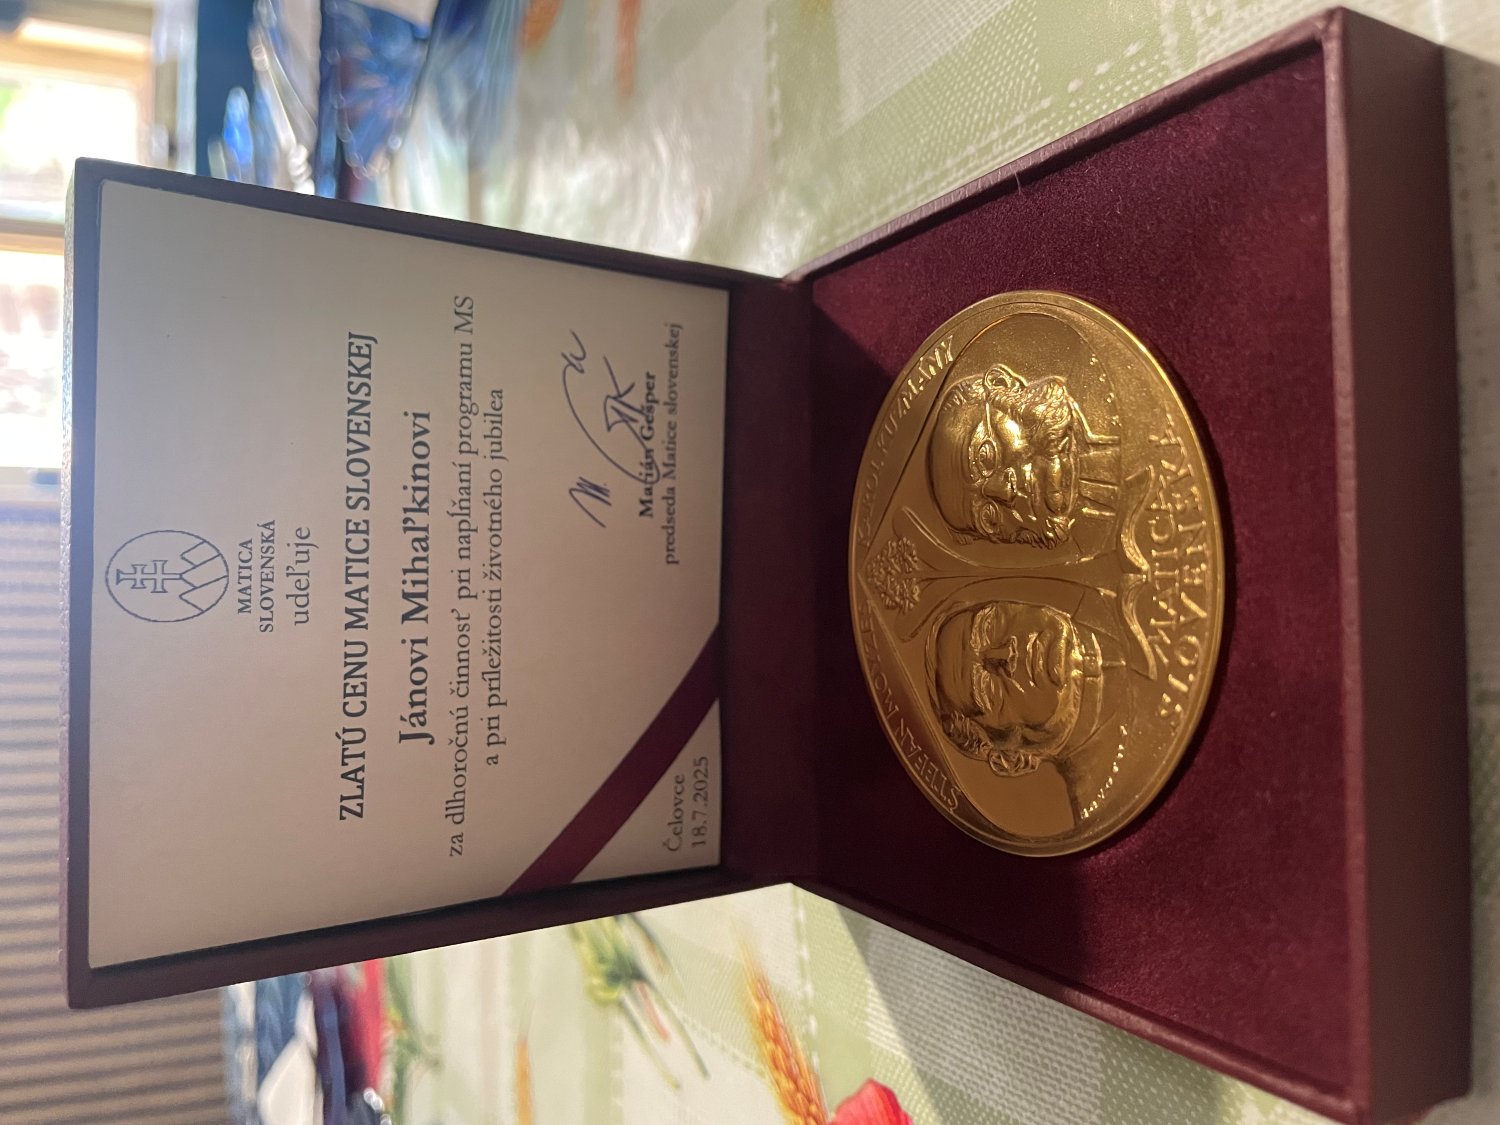 MATICA
SLOVENSKÁ
udeľuje
ZLATÚ CENU MATICE SLOVENSKEJ
Jánovi Mihaľkinovi
za dlhoročnú činnosť pri napĺňaní programu MS
a pri príležitosti životného jubilea
Marián Gešper
predseda Matice slovenskej
Čelovce
18.7.2025
ŠTEFAN MOYZES KAROL KUZMÁNY
MATICA
SLOVENSKÁ